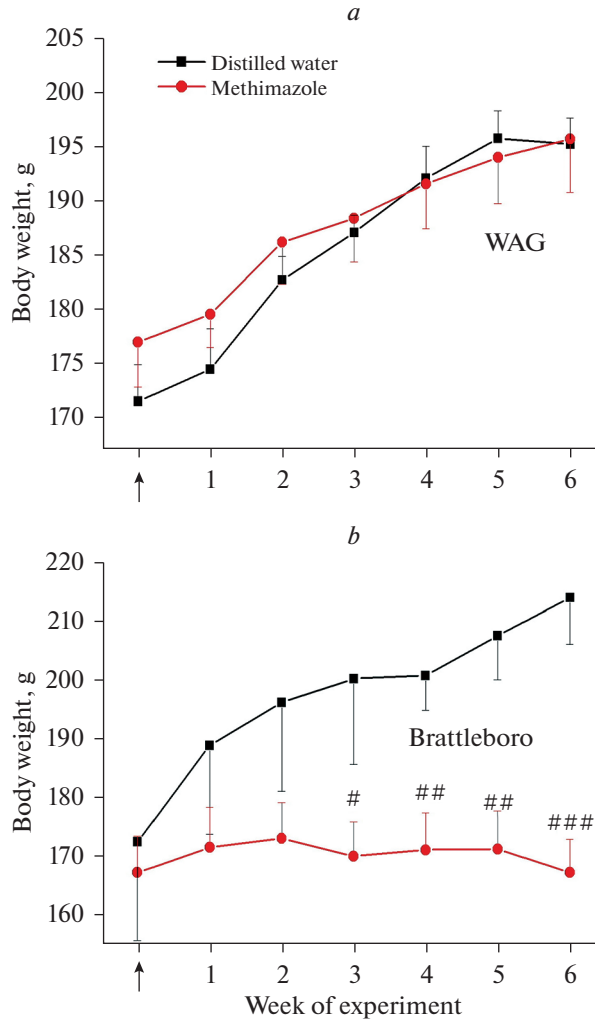 a
205
Distilled water
Methimazole
200
195
190
185
180
175
170
Body weight, g
WAG
1 2 3 4 5 6
b
220
210
200
190
180
170
160
Body weight, g
Brattleboro
# ## ## ###
1 2 3 4 5 6
Week of experiment